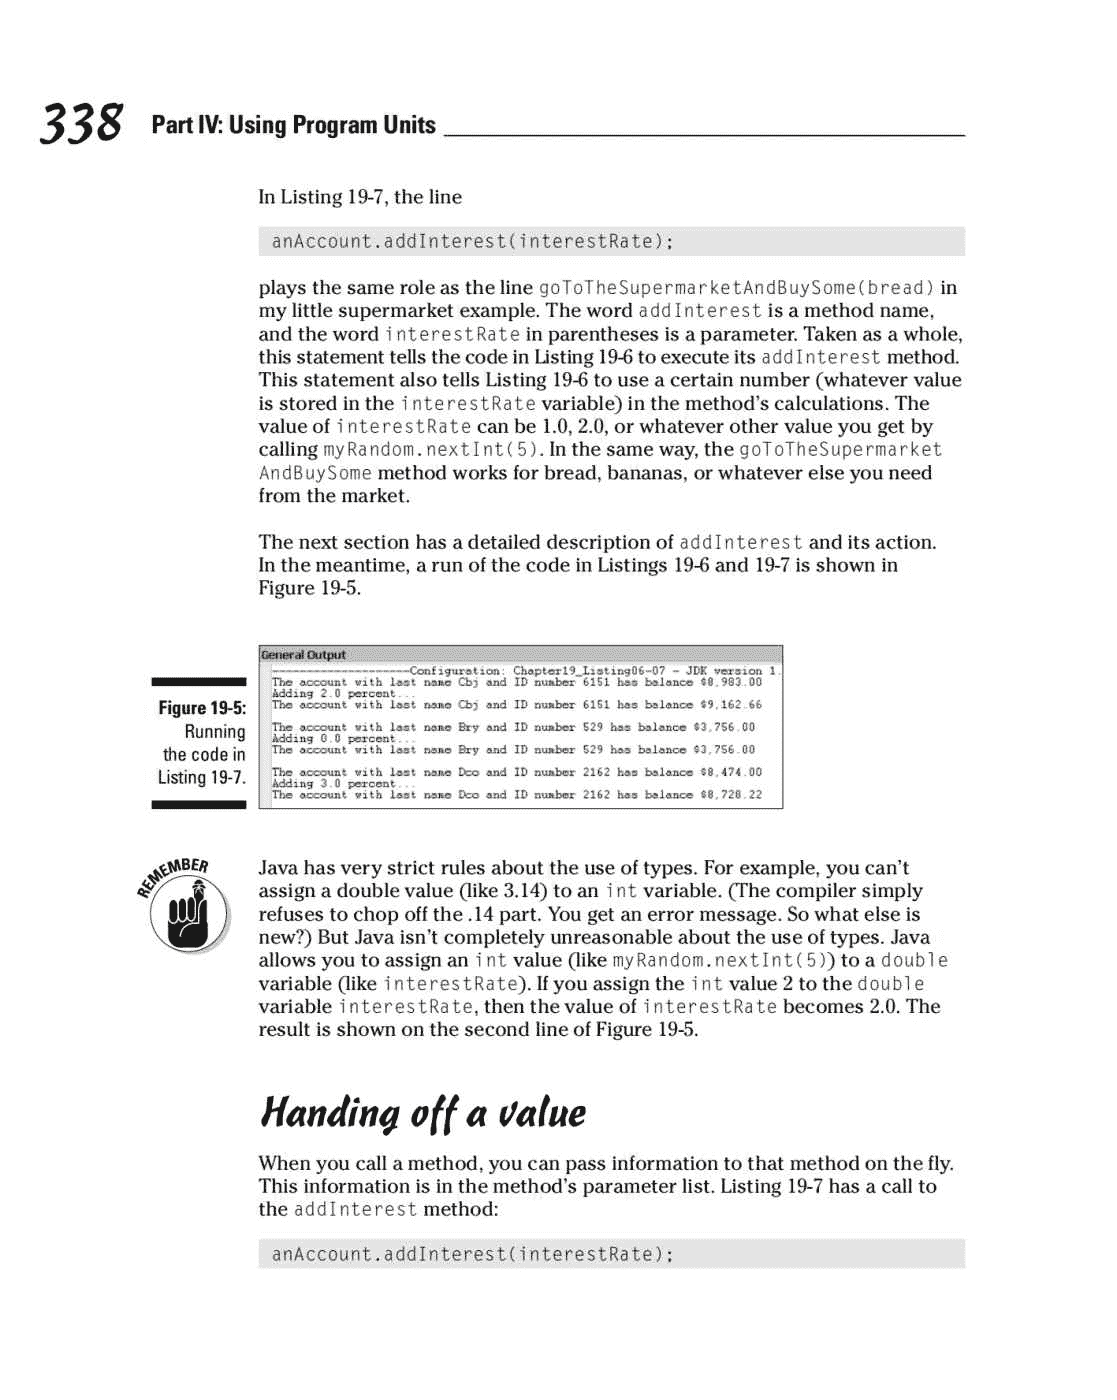 338 Part IV: Using Program Units
In Listing 19-7, the line
anAccount.addInterest(interestRate);
plays the same role as the line goToTheSupermarketAndBuySome(bread) in
my little supermarket example. The word addInterest is a method name,
and the word interestRate in parentheses is a parameter. Taken as a whole,
this statement tells the code in Listing 19-6 to execute its addInterest method.
This statement also tells Listing 19-6 to use a certain number (whatever value
is stored in the interestRate variable) in the method's calculations. The
value of interestRate can be 1.0, 2.0, or whatever other value you get by
calling myRandom.nextInt(5). In the same way, the goToTheSupermarket
AndBuySome method works for bread, bananas, or whatever else you need
from the market.
The next section has a detailed description of addInterest and its action.
In the meantime, a run of the code in Listings 19-6 and 19-7 is shown in
Figure 19-5.
General Output
--------------------Configuration: Chapter19_Listing06-07 - JDK version 1.
The account with last name Cbj and ID number 6151 has balance $8,983.00
Adding 2.0 percent...
The account with last name Cbj and ID number 6151 has balance $9,162.66
The account with last name Bry and ID number 529 has balance $3,756.00
Adding 0.0 percent...
The account with last name Bry and ID number 529 has balance $3,756.00
The account with last name Dco and ID number 2162 has balance $8,474.00
Adding 3.0 percent...
The account with last name Dco and ID number 2162 has balance $8,728.22
Figure 19-5:
Running
the code in
Listing 19-7.
REMEMBER
Java has very strict rules about the use of types. For example, you can't
assign a double value (like 3.14) to an int variable. (The compiler simply
refuses to chop off the .14 part. You get an error message. So what else is
new?) But Java isn't completely unreasonable about the use of types. Java
allows you to assign an int value (like myRandom.nextInt(5)) to a double
variable (like interestRate). If you assign the int value 2 to the double
variable interestRate, then the value of interestRate becomes 2.0. The
result is shown on the second line of Figure 19-5.
Handing off a value
When you call a method, you can pass information to that method on the fly.
This information is in the method's parameter list. Listing 19-7 has a call to
the addInterest method:
anAccount.addInterest(interestRate);